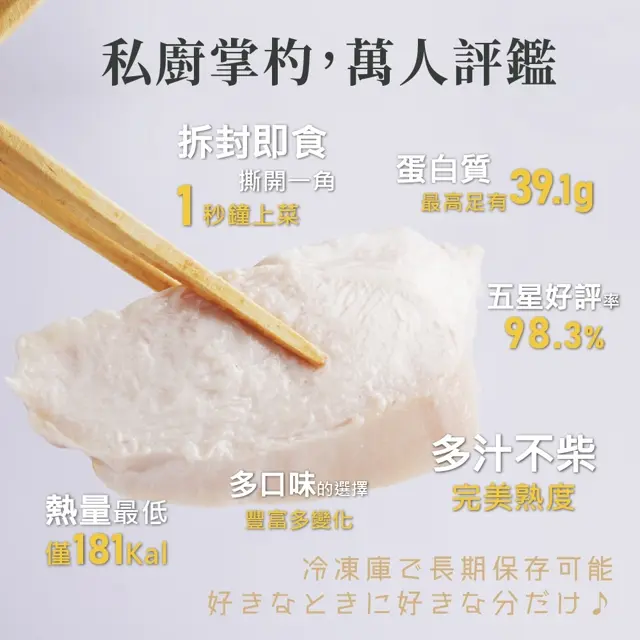 私廚掌杓，萬人評鑑
拆封即食
撕開一角
1秒鐘上菜
蛋白質
最高足有39.1g
五星好評率
98.3%
多汁不柴
完美熟度
多口味的選擇
豐富多變化
熱量最低
僅181Kal
冷凍庫で長期保存可能
好きなときに好きな分だけ♪